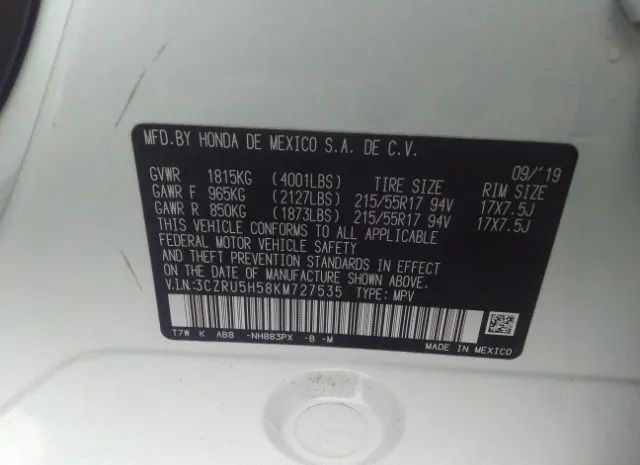 MFD.BY HONDA DE MEXICO S.A. DE C.V.
09/'19
GVWR 1815KG (4001LBS) TIRE SIZE RIM SIZE
GAWR F 965KG (2127LBS) 215/55R17 94V 17X7.5J
GAWR R 850KG (1873LBS) 215/55R17 94V 17X7.5J
THIS VEHICLE CONFORMS TO ALL APPLICABLE
FEDERAL MOTOR VEHICLE SAFETY
AND THEFT PREVENTION STANDARDS IN EFFECT
ON THE DATE OF MANUFACTURE SHOWN ABOVE.
V.I.N:3CZRU5H58KM727535 TYPE: MPV
T7W K AB8 -NH883PX -B -M
MADE IN MEXICO